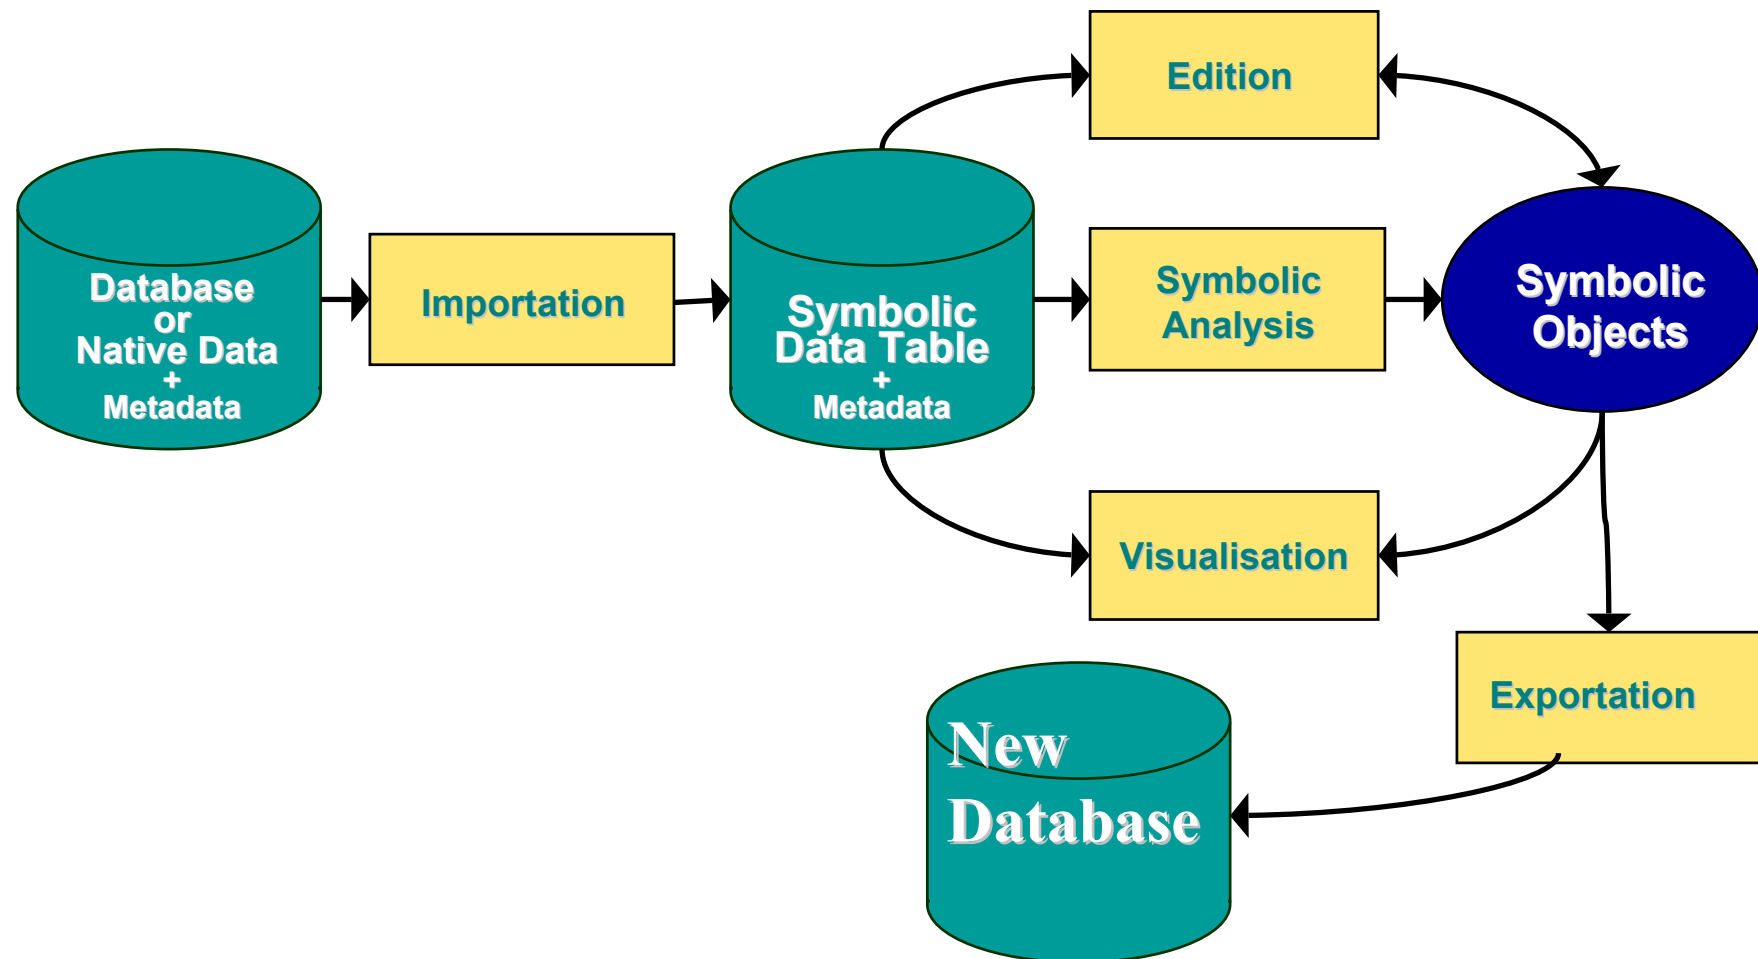 Edition
Database
or
Native Data
+
Metadata
Importation
Symbolic
Data Table
+
Metadata
Symbolic
Analysis
Symbolic
Objects
Visualisation
Exportation
New
Database